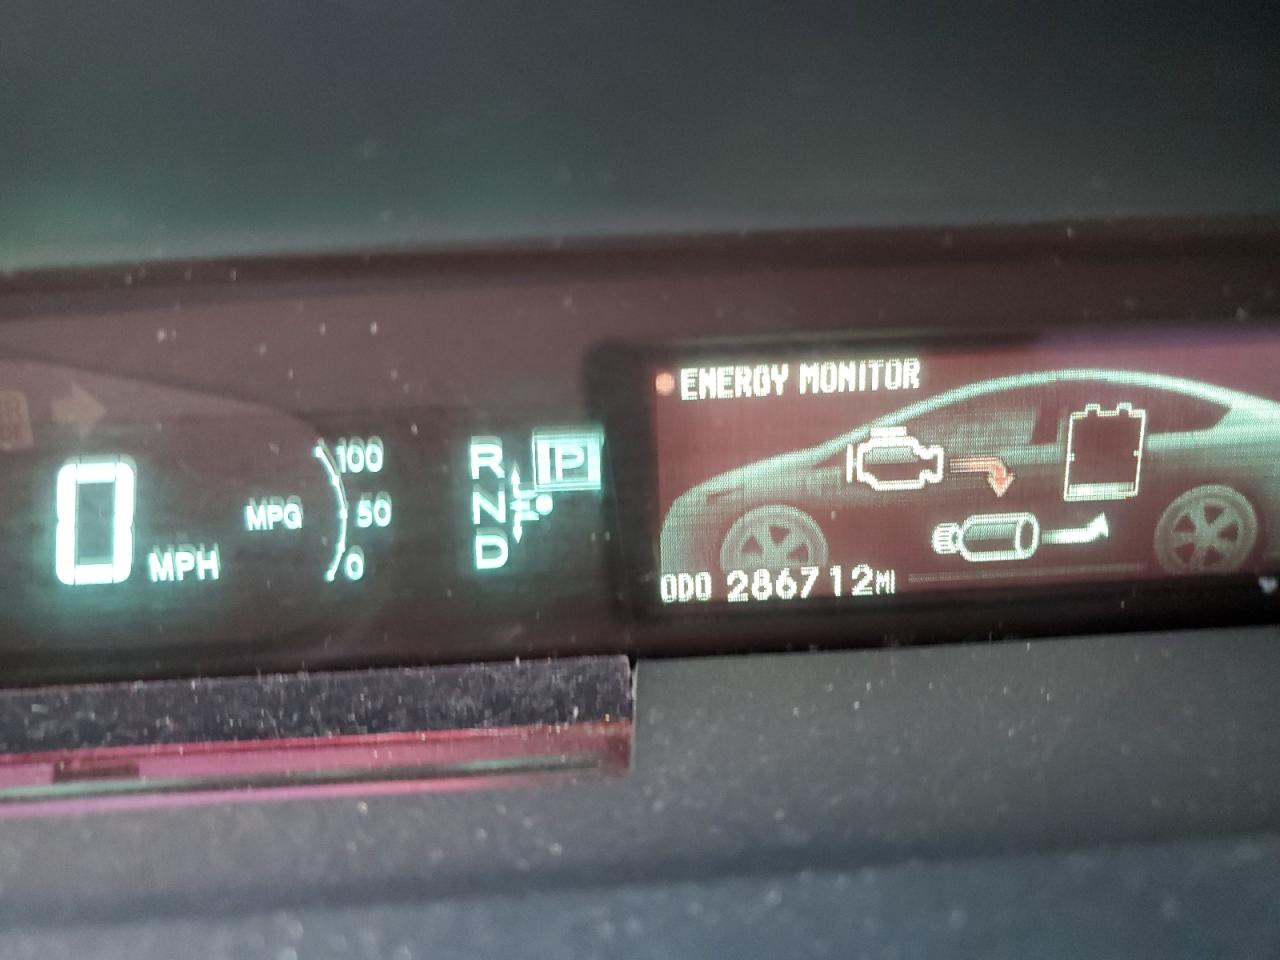 ENERGY MONITOR
0 MPH
MPG
100
50
0
R
N
D
P
ODO 286712MI